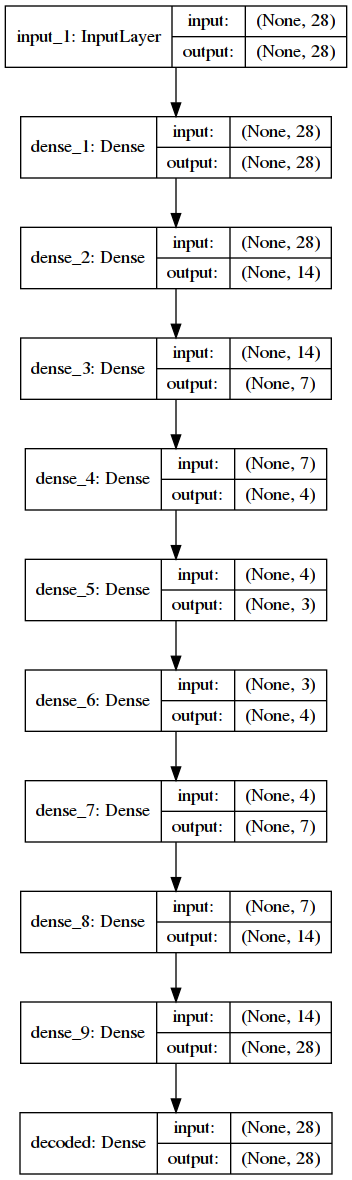 input_1: InputLayer
input: (None, 28)
output: (None, 28)
dense_1: Dense
input: (None, 28)
output: (None, 28)
dense_2: Dense
input: (None, 28)
output: (None, 14)
dense_3: Dense
input: (None, 14)
output: (None, 7)
dense_4: Dense
input: (None, 7)
output: (None, 4)
dense_5: Dense
input: (None, 4)
output: (None, 3)
dense_6: Dense
input: (None, 3)
output: (None, 4)
dense_7: Dense
input: (None, 4)
output: (None, 7)
dense_8: Dense
input: (None, 7)
output: (None, 14)
dense_9: Dense
input: (None, 14)
output: (None, 28)
decoded: Dense
input: (None, 28)
output: (None, 28)